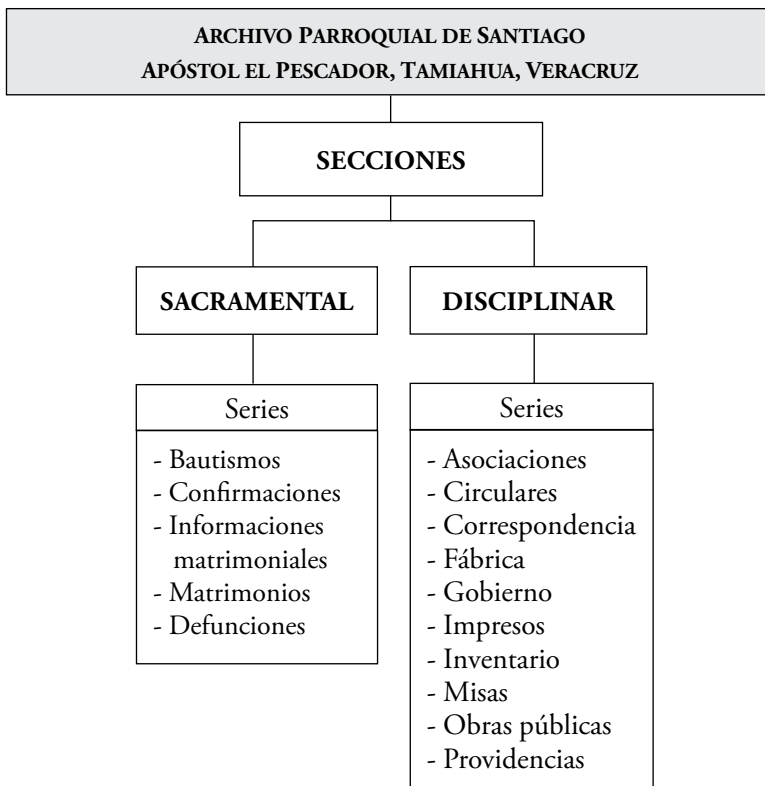 ARCHIVO PARROQUIAL DE SANTIAGO
APÓSTOL EL PESCADOR, TAMIAHUA, VERACRUZ
SECCIONES
SACRAMENTAL
Series
- Bautismos
- Confirmaciones
- Informaciones
matrimoniales
- Matrimonios
- Defunciones
DISCIPLINAR
Series
- Asociaciones
- Circulares
- Correspondencia
- Fábrica
- Gobierno
- Impresos
- Inventario
- Misas
- Obras públicas
- Providencias